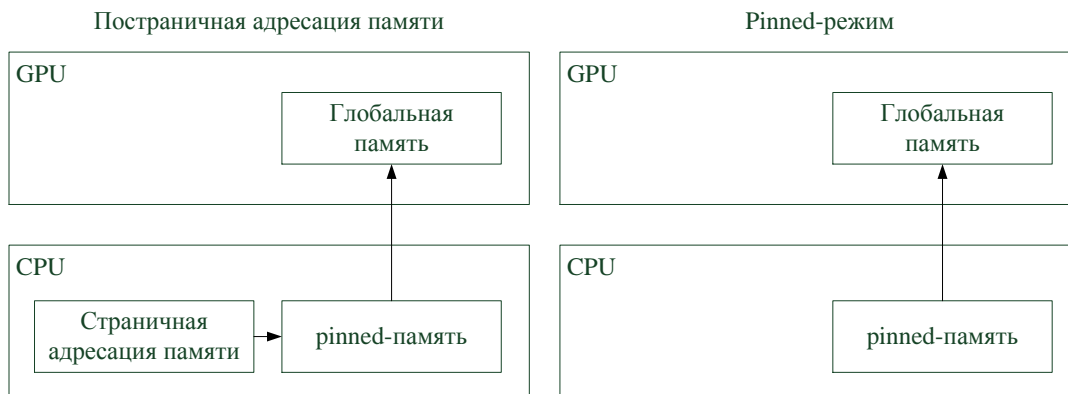 Постраничная адресация памяти
GPU
Глобальная
память
CPU
Страничная
адресация памяти
pinned-память
Pinned-режим
GPU
Глобальная
память
CPU
pinned-память